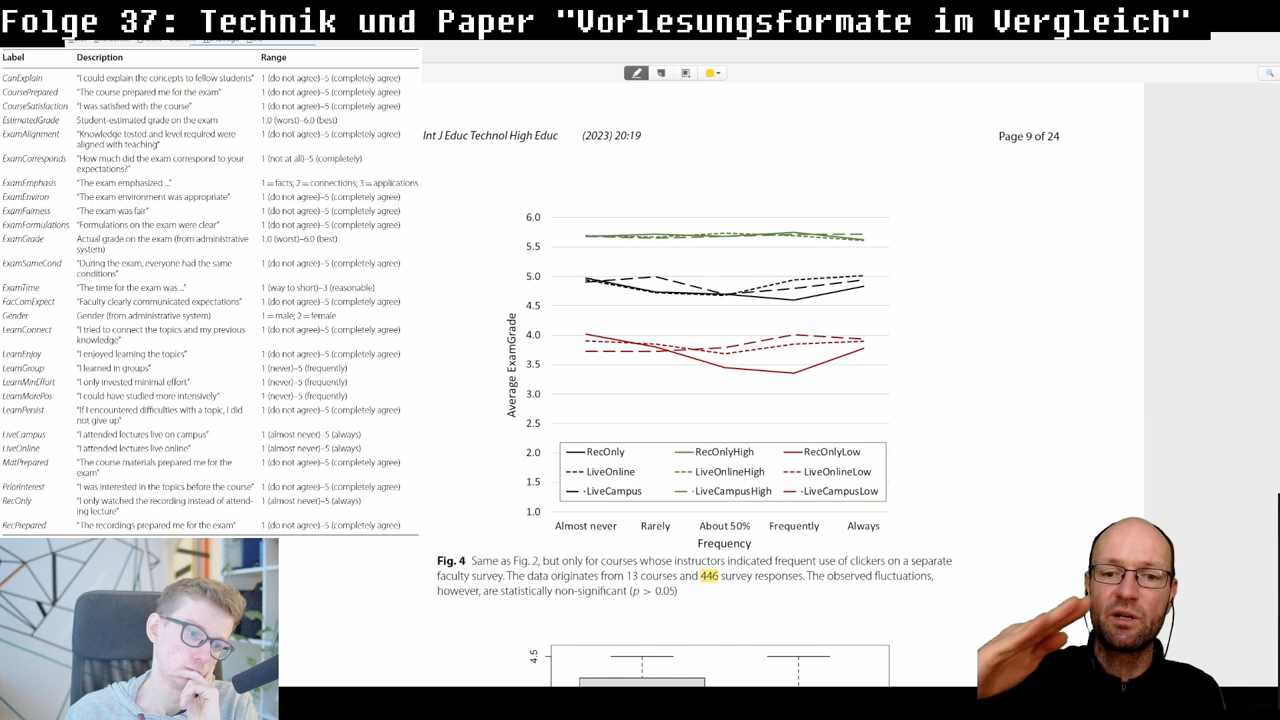 Folge 37: Technik und Paper "Vorlesungsformate im Vergleich"
Label Description Range
CanExplain "I could explain the concepts to fellow students" 1 (do not agree)–5 (completely agree)
CoursePrepared "The course prepared me for the exam" 1 (do not agree)–5 (completely agree)
CourseSatisfaction "I was satisfied with the course" 1 (do not agree)–5 (completely agree)
EstimatedGrade Student-estimated grade on the exam 1.0 (worst)–6.0 (best)
ExamAlignment "Knowledge tested and level required were 1 (do not agree)–5 (completely agree)
aligned with teaching"
ExamCorresponds "How much did the exam correspond to your 1 (not at all)–5 (completely)
expectations?"
ExamEmphasis "The exam emphasized ..." 1 = facts; 2 = connections; 3 = applications
ExamEnviron "The exam environment was appropriate" 1 (do not agree)–5 (completely agree)
ExamFairness "The exam was fair" 1 (do not agree)–5 (completely agree)
ExamFormulations "Formulations on the exam were clear" 1 (do not agree)–5 (completely agree)
ExamGrade Actual grade on the exam (from administrative 1.0 (worst)–6.0 (best)
system)
ExamSameCond "During the exam, everyone had the same 1 (do not agree)–5 (completely agree)
conditions"
ExamTime "The time for the exam was ..." 1 (way to short)–3 (reasonable)
FacComExpect "Faculty clearly communicated expectations" 1 (do not agree)–5 (completely agree)
Gender Gender (from administrative system) 1 = male; 2 = female
LearnConnect "I tried to connect the topics and my previous 1 (do not agree)–5 (completely agree)
knowledge"
LearnEnjoy "I enjoyed learning the topics" 1 (do not agree)–5 (completely agree)
LearnGroup "I learned in groups" 1 (never)–5 (frequently)
LearnMinEffort "I only invested minimal effort" 1 (never)–5 (frequently)
LearnMorePos "I could have studied more intensively" 1 (never)–5 (frequently)
LearnPersist "If I encountered difficulties with a topic, I did 1 (do not agree)–5 (completely agree)
not give up"
LiveCampus "I attended lectures live on campus" 1 (almost never)–5 (always)
LiveOnline "I attended lectures live online" 1 (almost never)–5 (always)
MatPrepared "The course materials prepared me for the 1 (do not agree)–5 (completely agree)
exam"
PriorInterest "I was interested in the topics before the course" 1 (do not agree)–5 (completely agree)
RecOnly "I only watched the recording instead of attend- 1 (almost never)–5 (always)
ing lecture"
RecPrepared "The recordings prepared me for the exam" 1 (do not agree)–5 (completely agree)
Int J Educ Technol High Educ (2023) 20:19 Page 9 of 24
Average ExamGrade
6.0
5.5
5.0
4.5
4.0
3.5
3.0
2.5
2.0
1.5
1.0
RecOnly RecOnlyHigh RecOnlyLow
LiveOnline LiveOnlineHigh LiveOnlineLow
LiveCampus LiveCampusHigh LiveCampusLow
Almost never Rarely About 50% Frequently Always
Frequency
Fig. 4 Same as Fig. 2, but only for courses whose instructors indicated frequent use of clickers on a separate
faculty survey. The data originates from 13 courses and 446 survey responses. The observed fluctuations,
however, are statistically non-significant (p > 0.05)
4.5